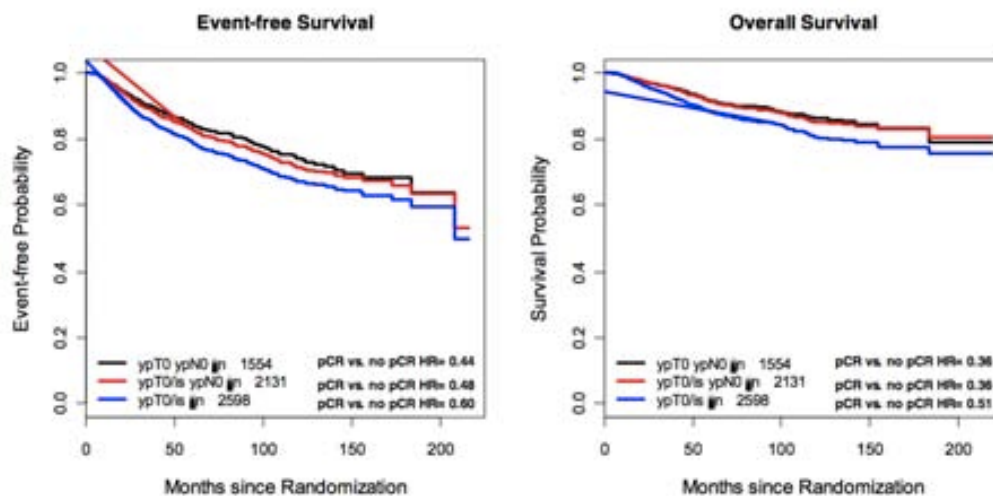 Event-free Survival
Event-free Probability
0.0
0.2
0.4
0.6
0.8
1.0
ypT0 ypN0 n 1554
ypT0/is ypN0 n 2131
ypT0/is n 2598
pCR vs. no pCR HR= 0.44
pCR vs. no pCR HR= 0.48
pCR vs. no pCR HR= 0.60
0 50 100 150 200
Months since Randomization
Overall Survival
Survival Probability
0.0
0.2
0.4
0.6
0.8
1.0
ypT0 ypN0 n 1554
ypT0/is ypN0 n 2131
ypT0/is n 2598
pCR vs. no pCR HR= 0.36
pCR vs. no pCR HR= 0.36
pCR vs. no pCR HR= 0.51
0 50 100 150 200
Months since Randomization